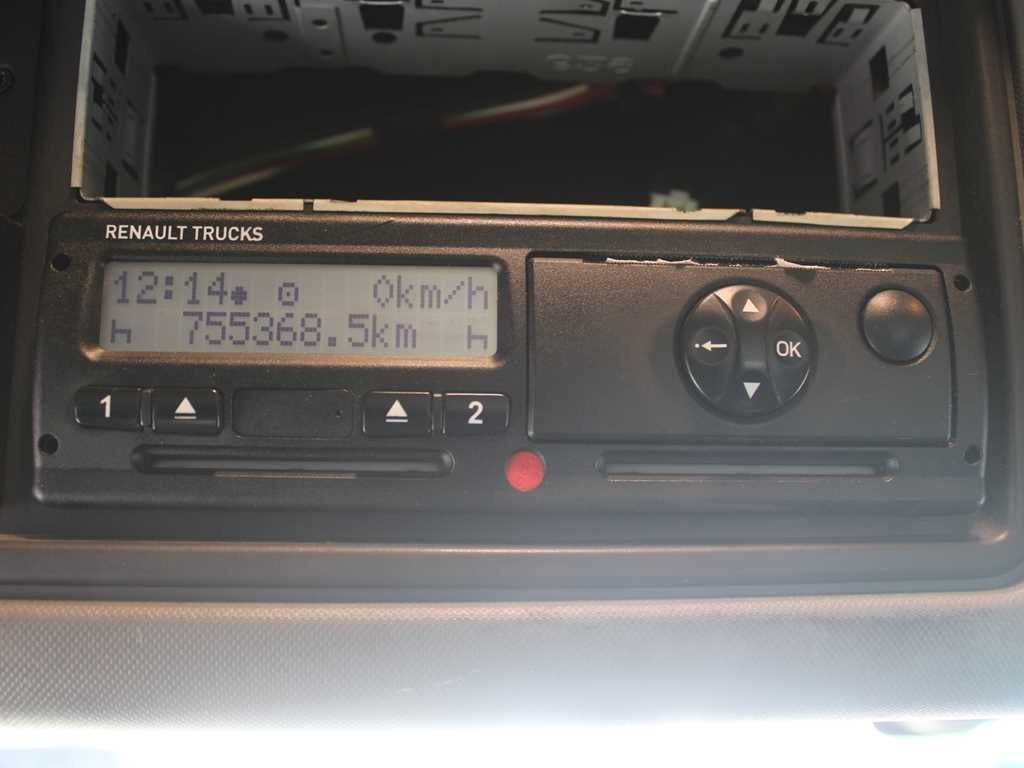 RENAULT TRUCKS
12:14 0km/h
h 755368.5km h
1 2
OK